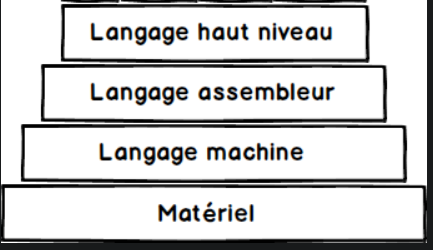 Langage haut niveau
Langage assembleur
Langage machine
Matériel